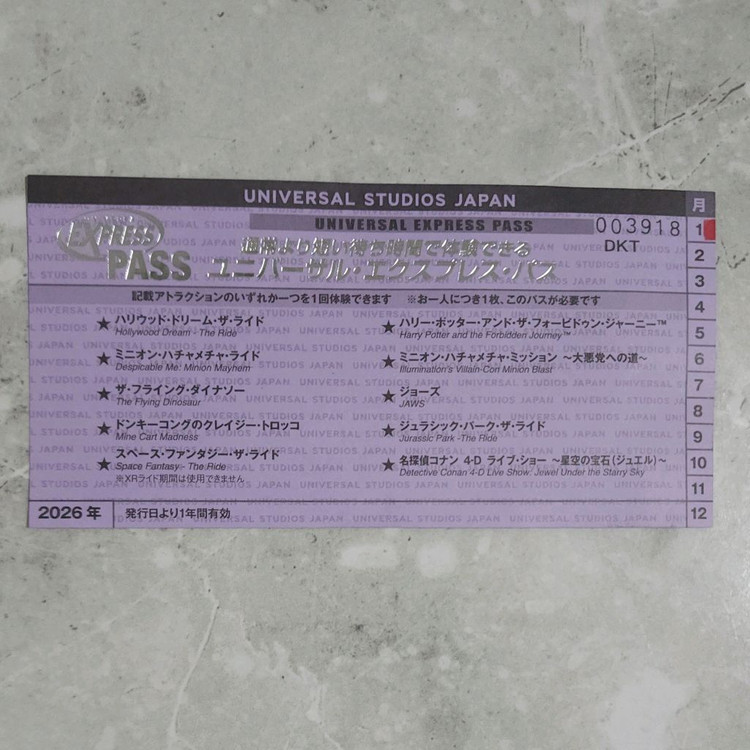 UNIVERSAL STUDIOS JAPAN
月
EXPRESS
PASS
UNIVERSAL EXPRESS PASS
003918
DKT
通常より短い待ち時間で体験できる
ユニバーサル・エクスプレス・パス
記載アトラクションのいずれか一つを1回体験できます ※お一人につき1枚、このパスが必要です
★ハリウッド・ドリーム・ザ・ライド
Hollywood Dream - The Ride
★ミニオン・ハチャメチャ・ライド
Despicable Me: Minion Mayhem
★ザ・フライング・ダイナソー
The Flying Dinosaur
★ドンキーコングのクレイジー・トロッコ
Mine Cart Madness
★スペース・ファンタジー・ザ・ライド
Space Fantasy - The Ride
※XRライド期間は使用できません
★ハリー・ポッター・アンド・ザ・フォービドゥン・ジャーニー™
Harry Potter and the Forbidden Journey™
★ミニオン・ハチャメチャ・ミッション ～大悪党への道～
Illumination's Villain-Con Minion Blast
★ジョーズ
JAWS
★ジュラシック・パーク・ザ・ライド
Jurassic Park -The Ride
★名探偵コナン 4-D ライブ・ショー ～星空の宝石(ジュエル)～
Detective Conan 4-D Live Show: Jewel Under the Starry Sky
1
2
3
4
5
6
7
8
9
10
11
12
2026年
発行日より1年間有効